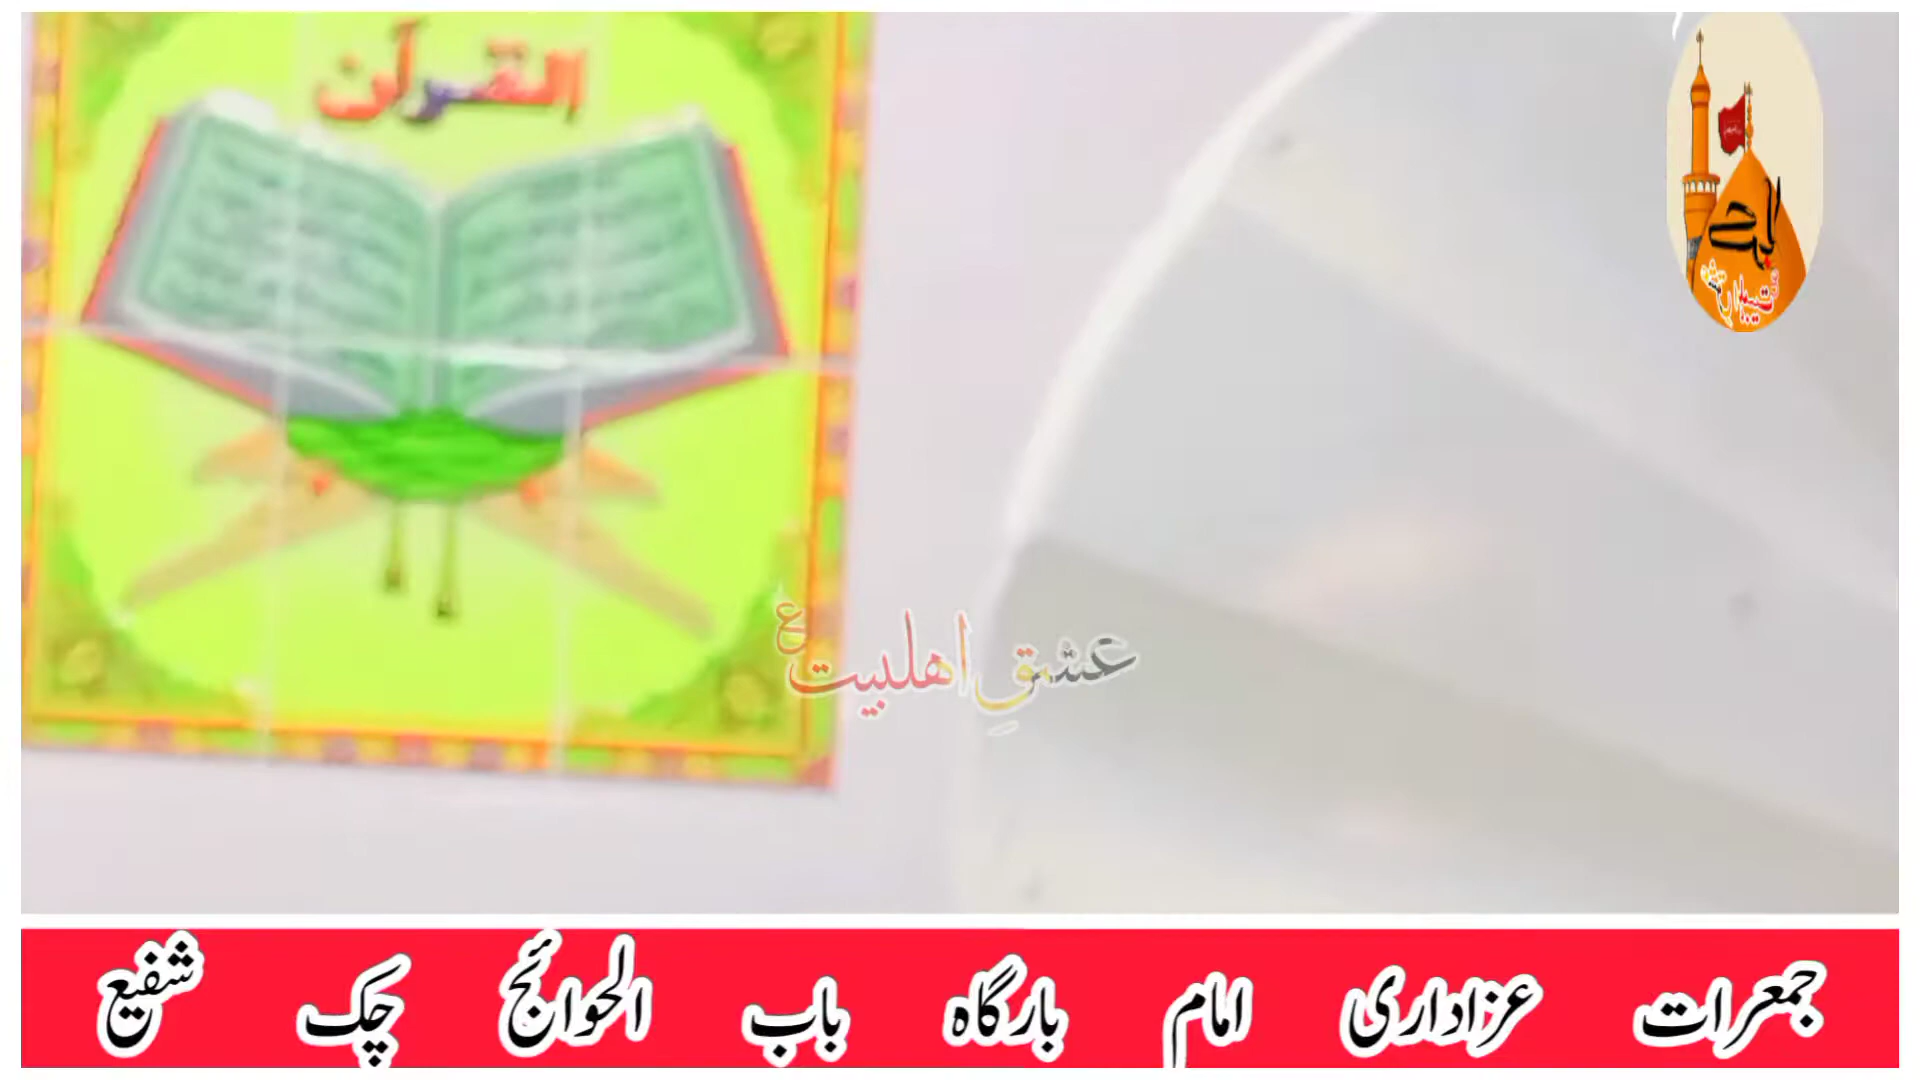 القرآن
عشقِ اهلبیت ع
جمعرات عزاداری امام بارگاہ باب الحوائج چک شفیع